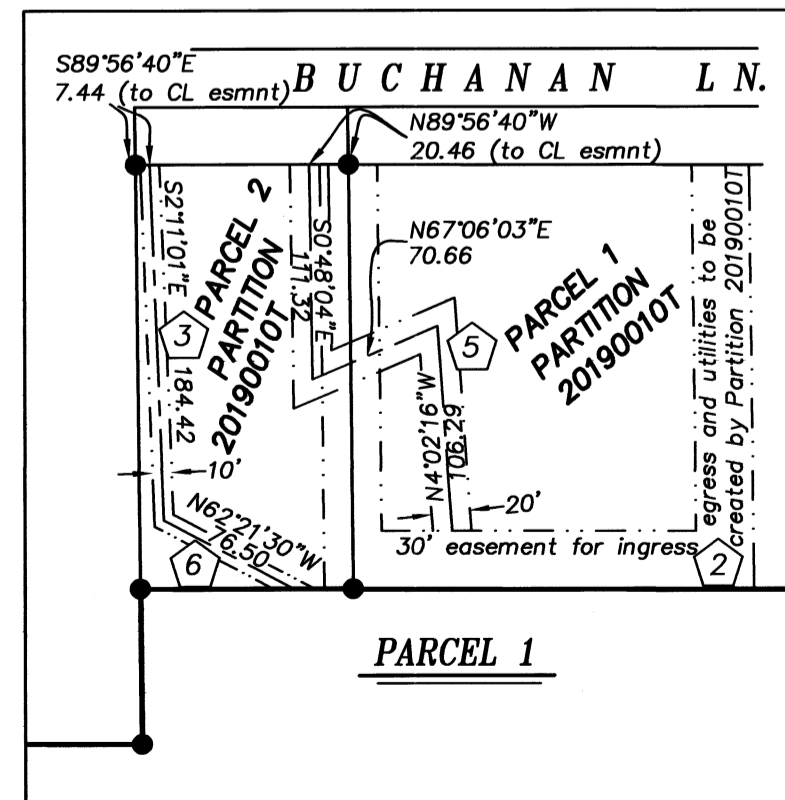 S89°56'40"E
7.44 (to CL esmnt)
BUCHANAN LN.
N89°56'40"W
20.46 (to CL esmnt)
S2°11'01"E
184.42
3
PARCEL 2
PARTITION
20190010T
S0°48'04"E
171.32
N67°06'03"E
70.66
5
PARCEL 1
PARTITION
20190010T
N4°02'16"W
106.29
10'
20'
N62°21'30"W
76.50
6
30' easement for ingress
egress and utilities to be
created by Partition 20190010T
2
PARCEL 1